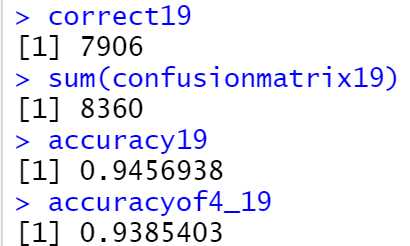 > correct19
[1] 7906
> sum(confusionmatrix19)
[1] 8360
> accuracy19
[1] 0.9456938
> accuracyof4_19
[1] 0.9385403